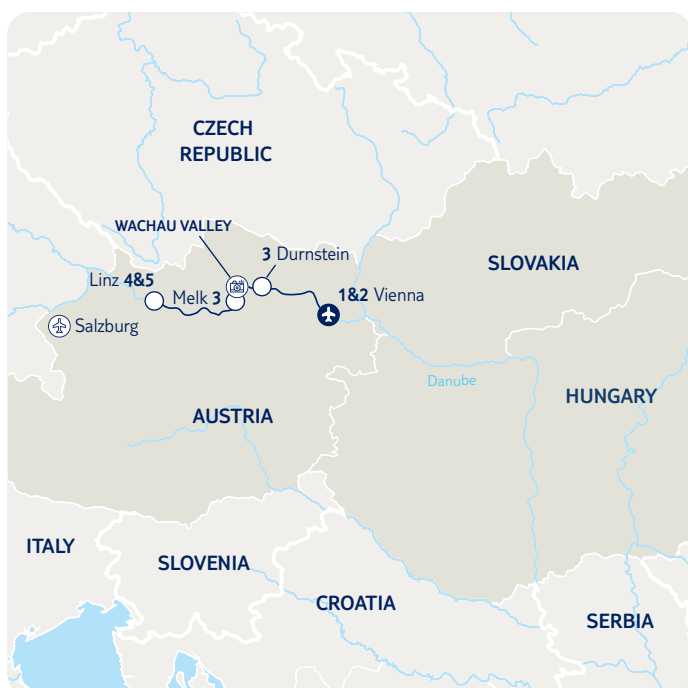 CZECH
REPUBLIC
WACHAU VALLEY
3 Durnstein
SLOVAKIA
Linz 4&5
Melk 3
1&2 Vienna
Salzburg
Danube
HUNGARY
AUSTRIA
ITALY
SLOVENIA
CROATIA
SERBIA